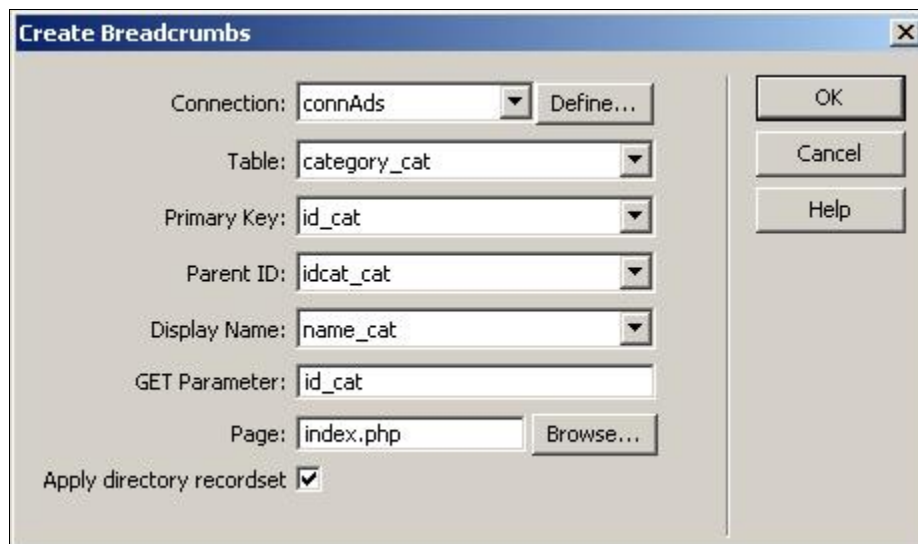 Create Breadcrumbs
Connection: connAds Define...
Table: category_cat
Primary Key: id_cat
Parent ID: idcat_cat
Display Name: name_cat
GET Parameter: id_cat
Page: index.php Browse...
Apply directory recordset
OK
Cancel
Help